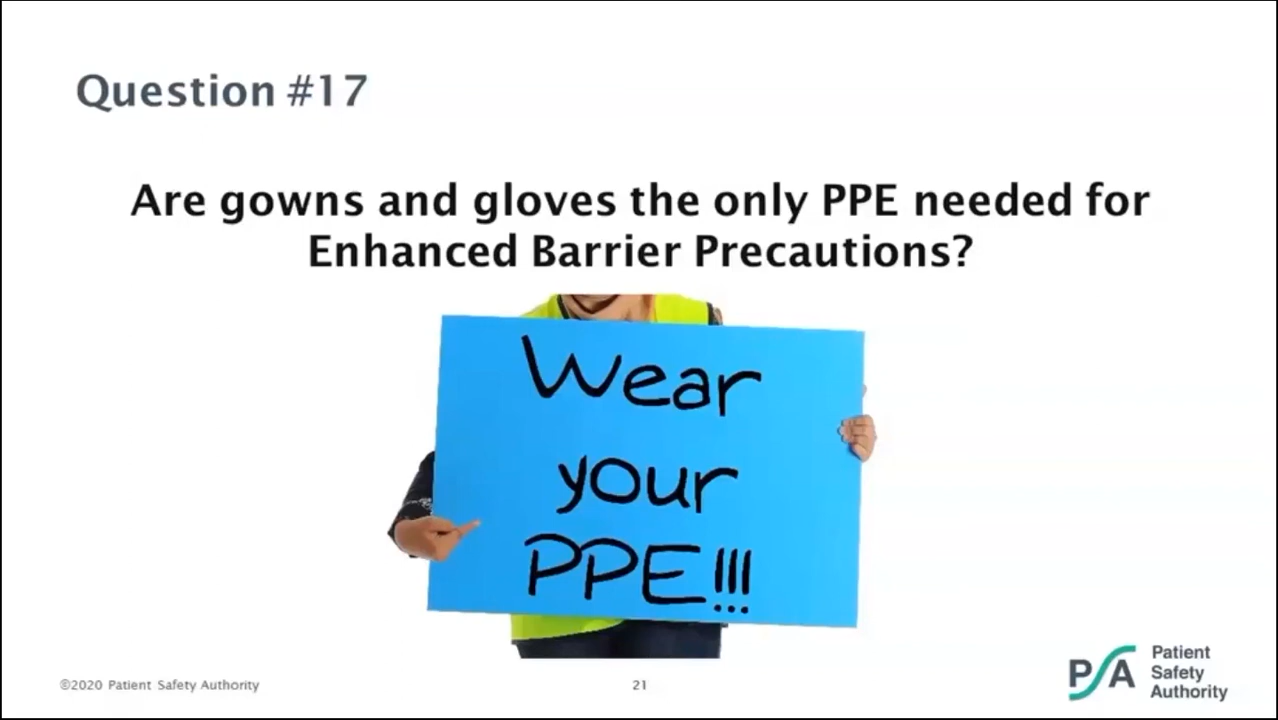 Question #17
Are gowns and gloves the only PPE needed for
Enhanced Barrier Precautions?
Wear
your
PPE!!!
©2020 Patient Safety Authority
21
PSA
Patient
Safety
Authority